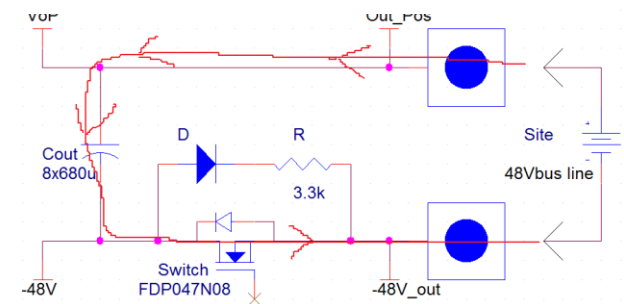 VoP Out_Pos
D R Site
Cout
8x680u
48Vbus line
3.3k
Switch
FDP047N08
-48V -48V_out